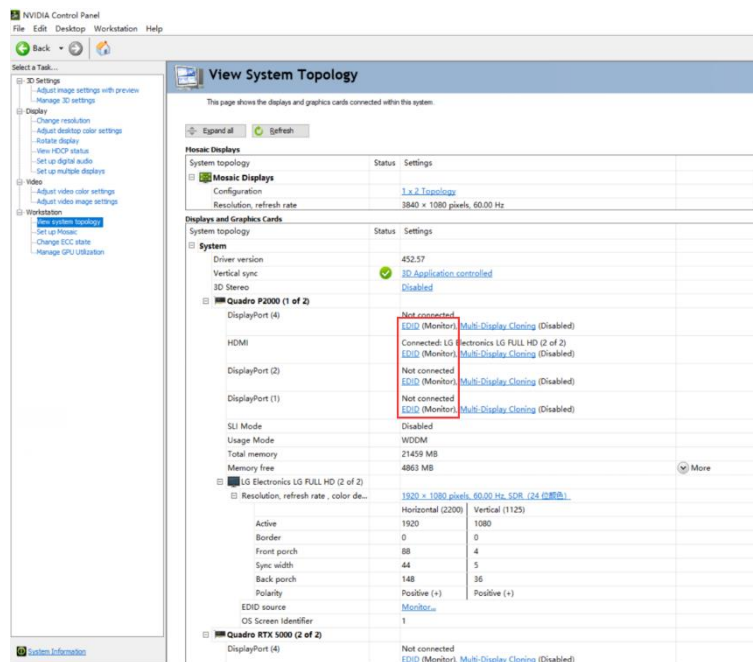 NVIDIA Control Panel
File Edit Desktop Workstation Help
Back
Select a Task...
3D Settings
Adjust image settings with preview
Manage 3D settings
Display
Change resolution
Adjust desktop color settings
Rotate display
View HDCP status
Set up digital audio
Set up multiple displays
Video
Adjust video color settings
Adjust video image settings
Workstation
View system topology
Set up Mosaic
Change ECC state
Manage GPU Utilization
System Information
View System Topology
This page shows the displays and graphics cards connected within this system.
Expand all Refresh
Mosaic Displays
System topology Status Settings
Mosaic Displays
Configuration 1 x 2 Topology
Resolution, refresh rate 3840 × 1080 pixels, 60.00 Hz
Displays and Graphics Cards
System topology Status Settings
System
Driver version 452.57
Vertical sync 3D Application controlled
3D Stereo Disabled
Quadro P2000 (1 of 2)
DisplayPort (4) Not connected
EDID (Monitor), Multi-Display Cloning (Disabled)
HDMI Connected: LG Electronics LG FULL HD (2 of 2)
EDID (Monitor), Multi-Display Cloning (Disabled)
DisplayPort (2) Not connected
EDID (Monitor), Multi-Display Cloning (Disabled)
DisplayPort (1) Not connected
EDID (Monitor), Multi-Display Cloning (Disabled)
SLI Mode Disabled
Usage Mode WDDM
Total memory 21459 MB
Memory free 4863 MB More
LG Electronics LG FULL HD (2 of 2)
Resolution, refresh rate , color de... 1920 × 1080 pixels, 60.00 Hz, SDR (24 位颜色)
Horizontal (2200) Vertical (1125)
Active 1920 1080
Border 0 0
Front porch 88 4
Sync width 44 5
Back porch 148 36
Polarity Positive (+) Positive (+)
EDID source Monitor...
OS Screen Identifier 1
Quadro RTX 5000 (2 of 2)
DisplayPort (4) Not connected
EDID (Monitor), Multi-Display Cloning (Disabled)